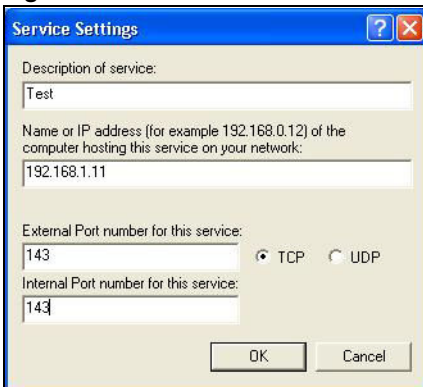 Service Settings
Description of service:
Test
Name or IP address (for example 192.168.0.12) of the
computer hosting this service on your network:
192.168.1.11
External Port number for this service:
143 TCP UDP
Internal Port number for this service:
143
OK Cancel